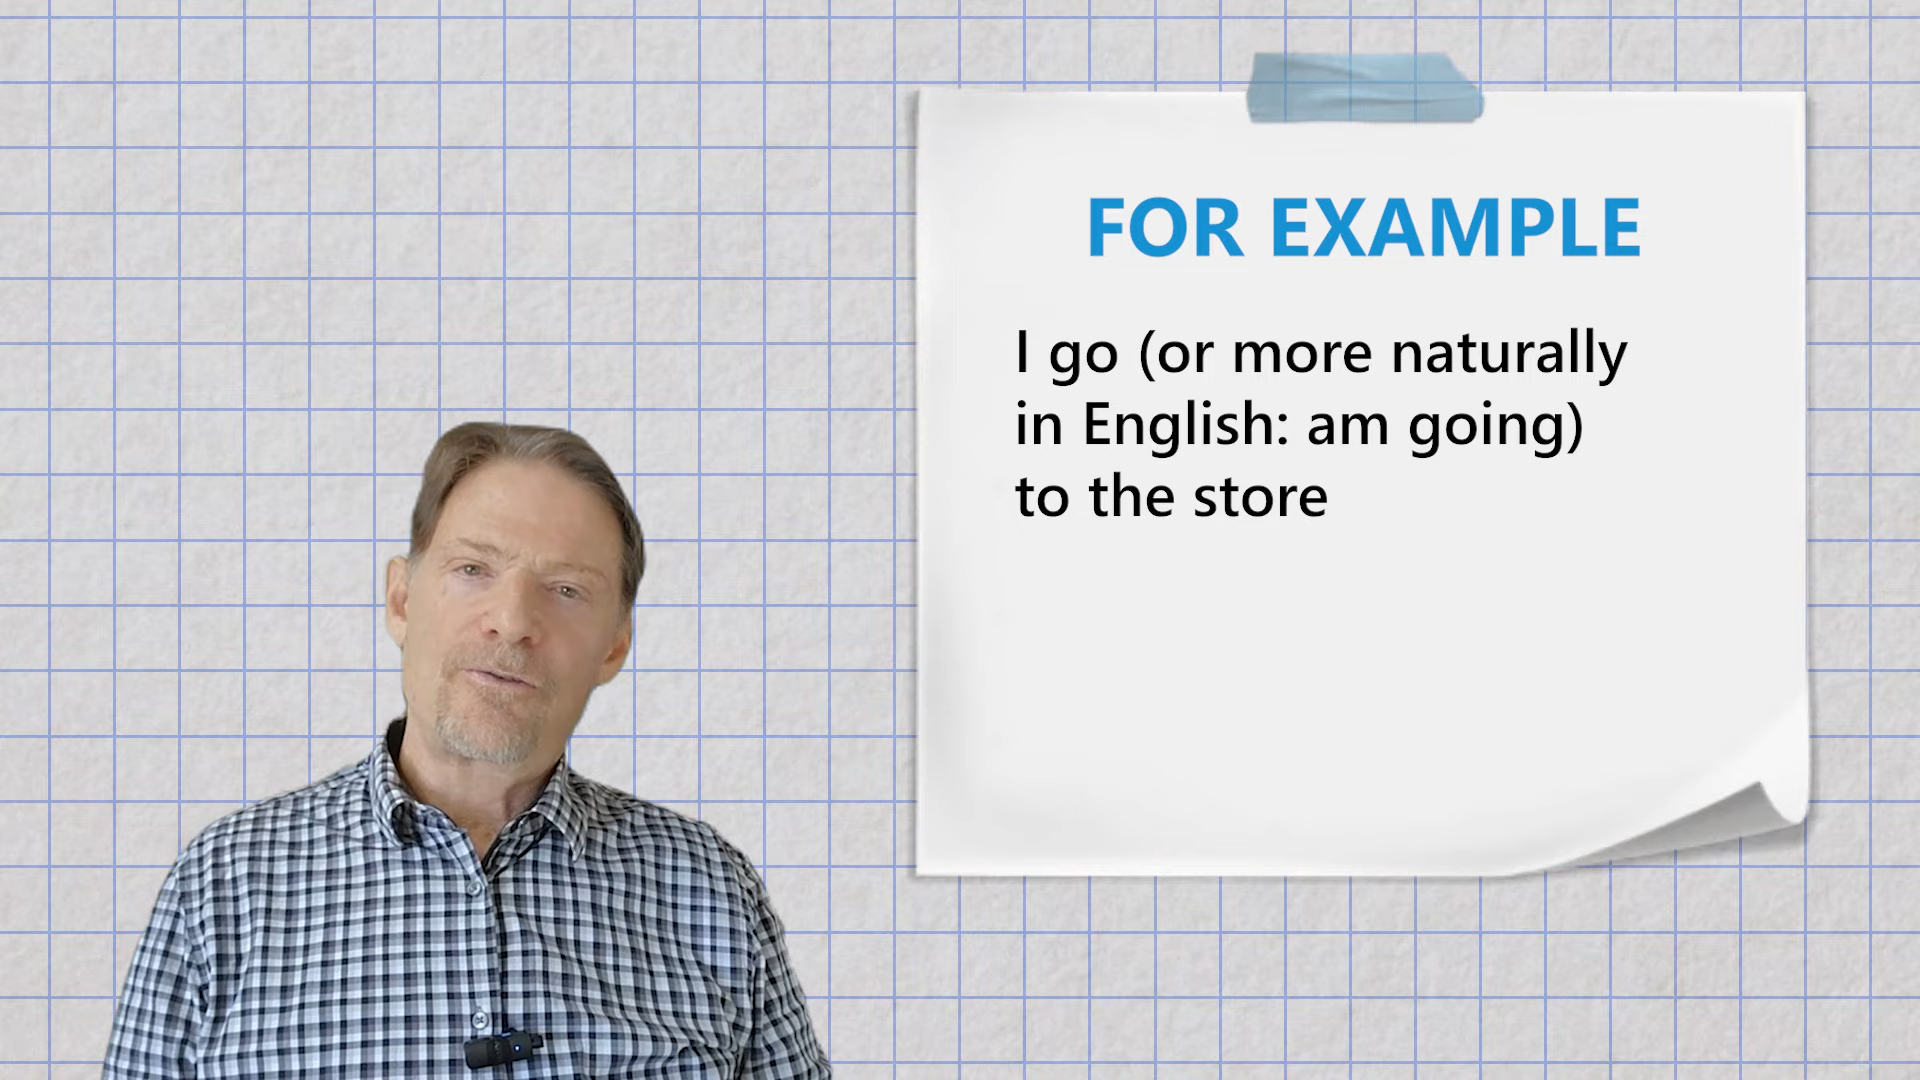 FOR EXAMPLE
I go (or more naturally
in English: am going)
to the store